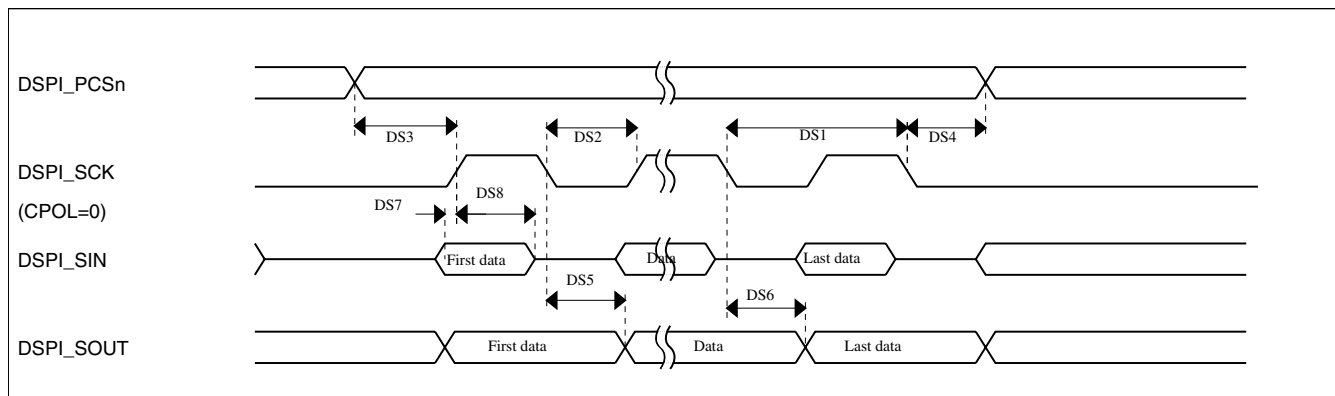 DSPI_PCSn
DS3
DS2
DS1
DS4
DSPI_SCK
(CPOL=0)
DS7
DS8
DSPI_SIN
First data
Data
Last data
DS5
DS6
DSPI_SOUT
First data
Data
Last data